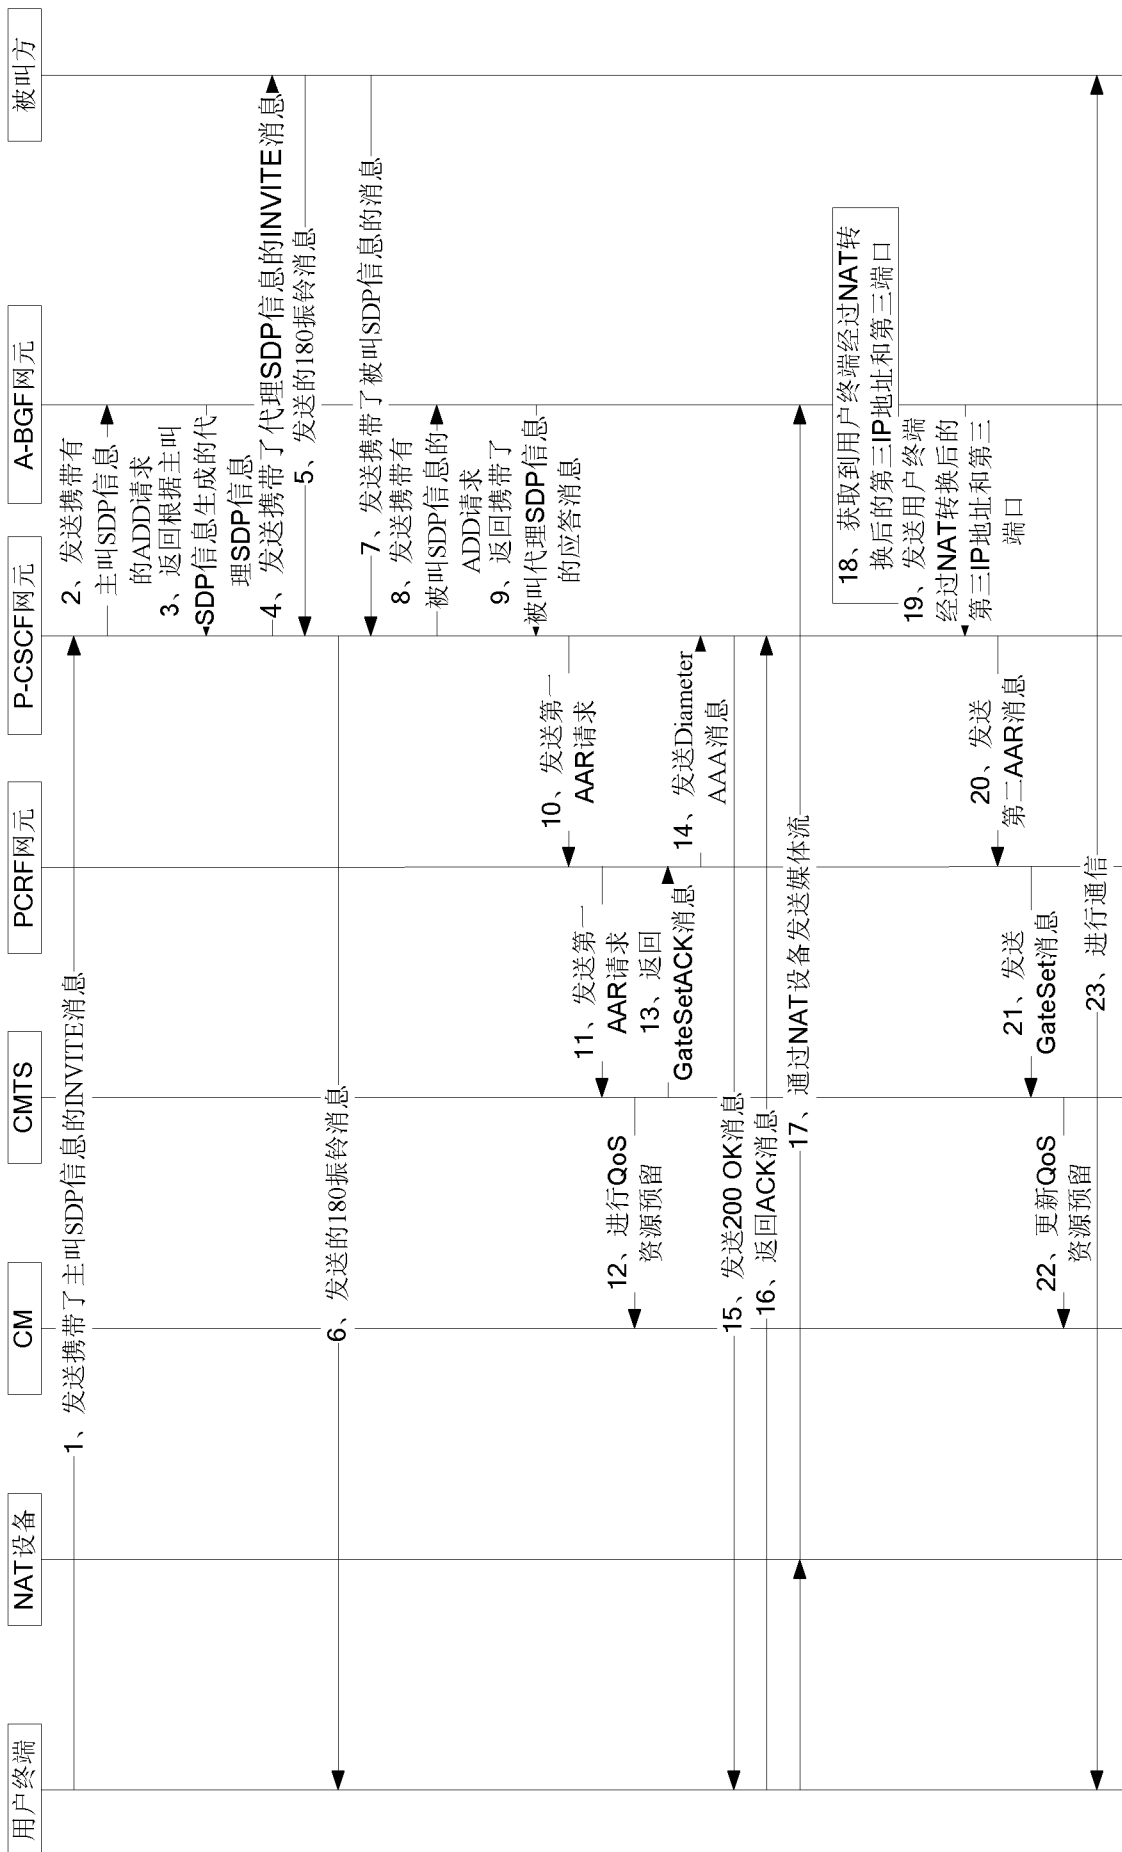 用户终端
NAT设备
CM
CMTS
PCRF网元
P-CSCF网元
A-BGF网元
被叫方
1、发送携带了主叫SDP信息的INVITE消息
2、发送携带有
主叫SDP信息
的ADD请求
3、返回根据主叫
SDP信息生成的代
理SDP信息
4、发送携带了代理SDP信息的INVITE消息
5、发送的180振铃消息
6、发送的180振铃消息
7、发送携带了被叫SDP信息的消息
8、发送携带有
被叫SDP信息的
ADD请求
9、返回携带了
被叫代理SDP信息
的应答消息
10、发送第一
AAR请求
11、发送第一
AAR请求
12、进行QoS
资源预留
13、返回
GateSetACK消息
14、发送Diameter
AAA消息
15、发送200 OK消息
16、返回ACK消息
17、通过NAT设备发送媒体流
18、获取到用户终端经过NAT转
换后的第三IP地址和第三端口
19、发送用户终端
经过NAT转换后的
第三IP地址和第三
端口
20、发送
第二AAR消息
21、发送
GateSet消息
22、更新QoS
资源预留
23、进行通信